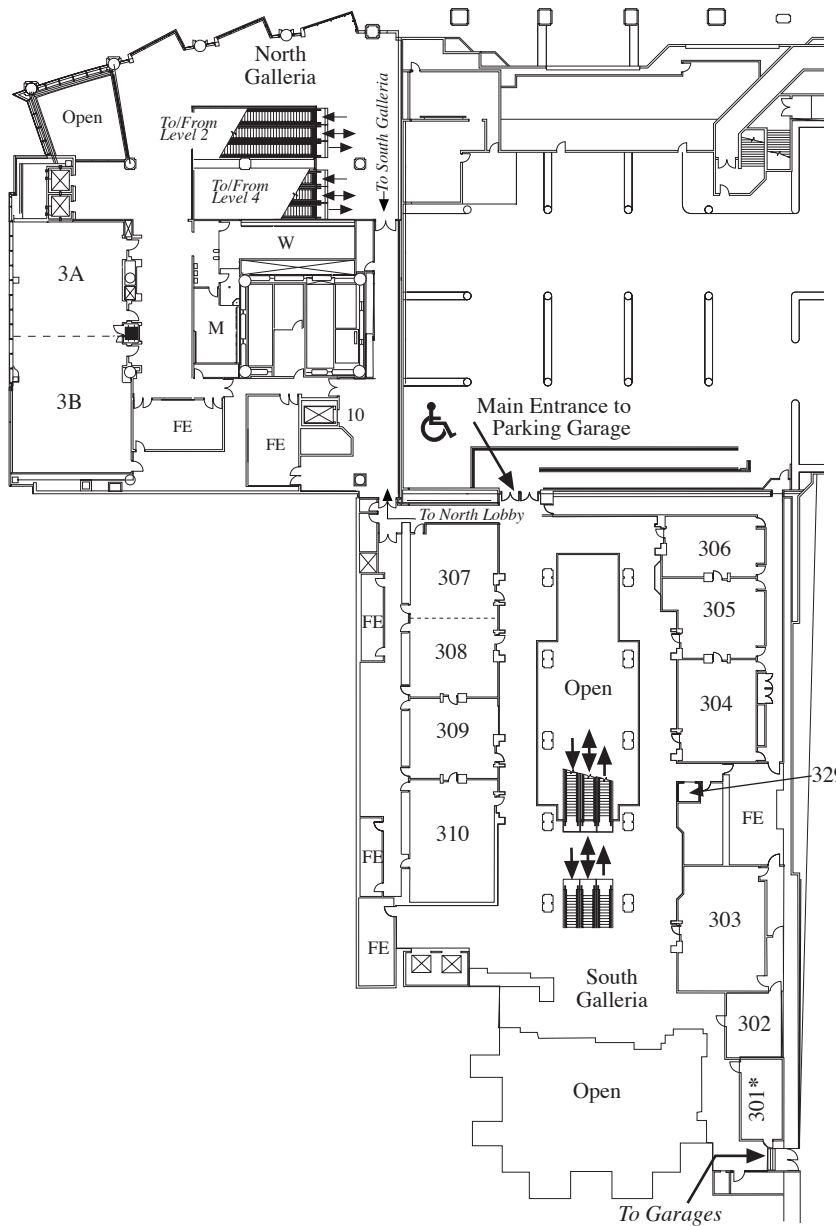 North
Galleria
Open
To/From
Level 2
To South Galleria
To/From
Level 4
W
3A
M
3B
FE
FE
10
Main Entrance to
Parking Garage
To North Lobby
307
306
FE
305
308
Open
304
309
329
310
FE
FE
303
FE
South
Galleria
302
Open
301*
To Garages